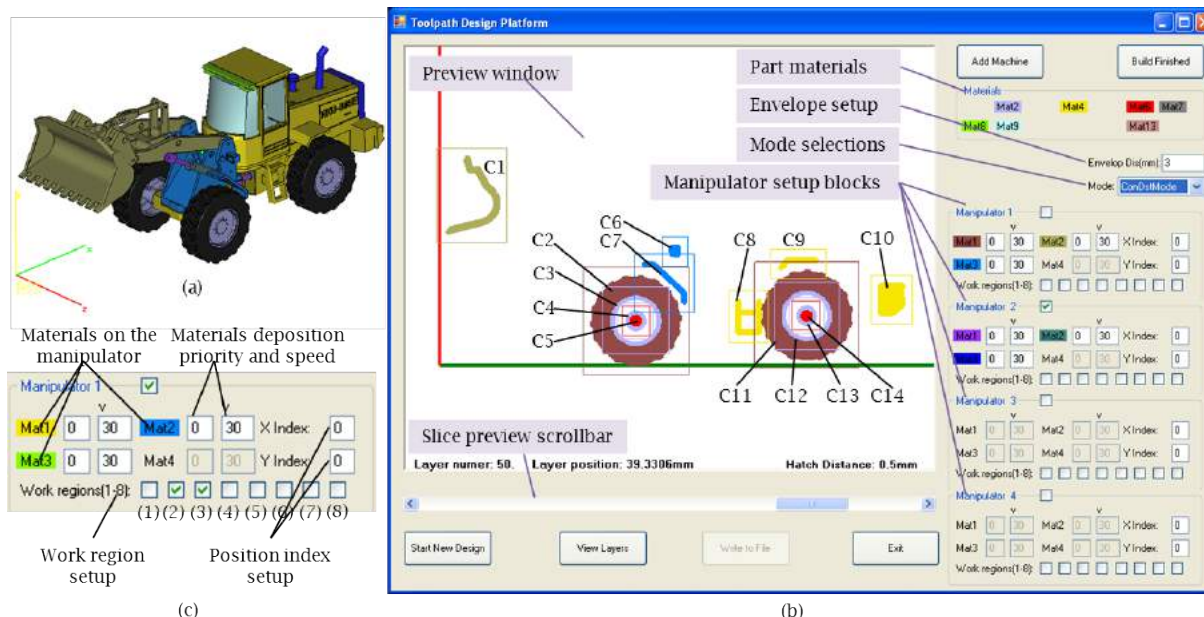 (a)
Materials on the manipulator
Materials deposition priority and speed
Manipulator 1
v v
Mat1 0 30 Mat2 0 30 X Index: 0
Mat3 0 30 Mat4 0 30 Y Index: 0
Work regions(1-8):
(1) (2) (3) (4) (5) (6) (7) (8)
Work region setup
Position index setup
(c)
Toolpath Design Platform
Preview window
Part materials
Envelope setup
Mode selections
Manipulator setup blocks
C1
C2
C3
C4
C5
C6
C7
C8
C9
C10
C11 C12 C13 C14
Slice preview scrollbar
Layer numer: 50. Layer position: 39.3306mm Hatch Distance: 0.5mm
Start New Design View Layers Write to File Exit
Add Machine Build Finished
Materials
Mat2 Mat4 Mat7
Mat8 Mat9 Mat13
Envelop Dis(mm): 3
Mode: ConDstMode
Manipulator 1
v v
Mat1 0 30 Mat2 0 30 X Index: 0
Mat3 0 30 Mat4 0 30 Y Index: 0
Work regions(1-8):
Manipulator 2
v v
Mat1 0 30 Mat2 0 30 X Index: 0
0 30 Mat4 0 30 Y Index: 0
Work regions(1-8):
Manipulator 3
v v
Mat1 0 30 Mat2 0 30 X Index: 0
Mat3 0 30 Mat4 0 30 Y Index: 0
Work regions(1-8):
Manipulator 4
v v
Mat1 0 30 Mat2 0 30 X Index: 0
Mat3 0 30 Mat4 0 30 Y Index: 0
Work regions(1-8):
(b)